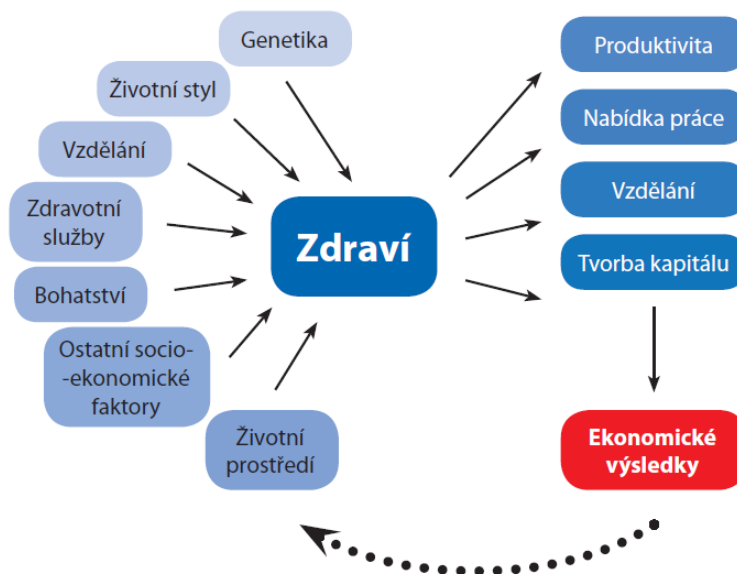 Genetika
Životní styl
Vzdělání
Zdravotní
služby
Bohatství
Ostatní socio-
-ekonomické
faktory
Životní
prostředí
Zdraví
Produktivita
Nabídka práce
Vzdělání
Tvorba kapitálu
Ekonomické
výsledky